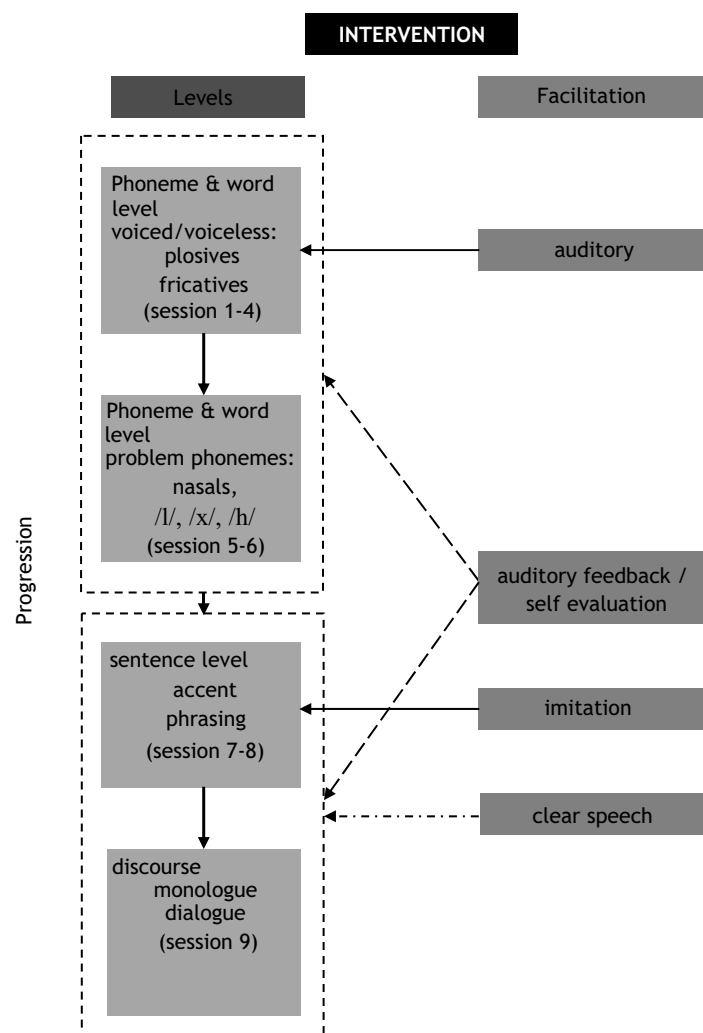 INTERVENTION
Levels
Facilitation
Phoneme & word
level
voiced/voiceless:
plosives
fricatives
(session 1-4)
auditory
Phoneme & word
level
problem phonemes:
nasals,
/l/, /x/, /h/
(session 5-6)
Progression
auditory feedback /
self evaluation
sentence level
accent
phrasing
(session 7-8)
imitation
clear speech
discourse
monologue
dialogue
(session 9)